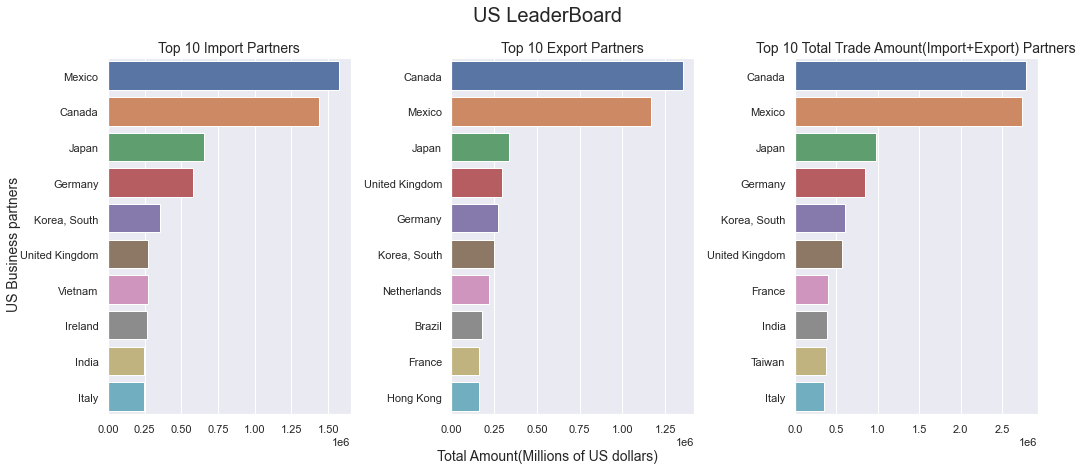 US LeaderBoard
Top 10 Import Partners
US Business partners
Mexico
Canada
Japan
Germany
Korea, South
United Kingdom
Vietnam
Ireland
India
Italy
0.00 0.25 0.50 0.75 1.00 1.25 1.50
1e6
Top 10 Export Partners
Canada
Mexico
Japan
United Kingdom
Germany
Korea, South
Netherlands
Brazil
France
Hong Kong
0.00 0.25 0.50 0.75 1.00 1.25
1e6
Total Amount(Millions of US dollars)
Top 10 Total Trade Amount(Import+Export) Partners
Canada
Mexico
Japan
Germany
Korea, South
United Kingdom
France
India
Taiwan
Italy
0.0 0.5 1.0 1.5 2.0 2.5
1e6